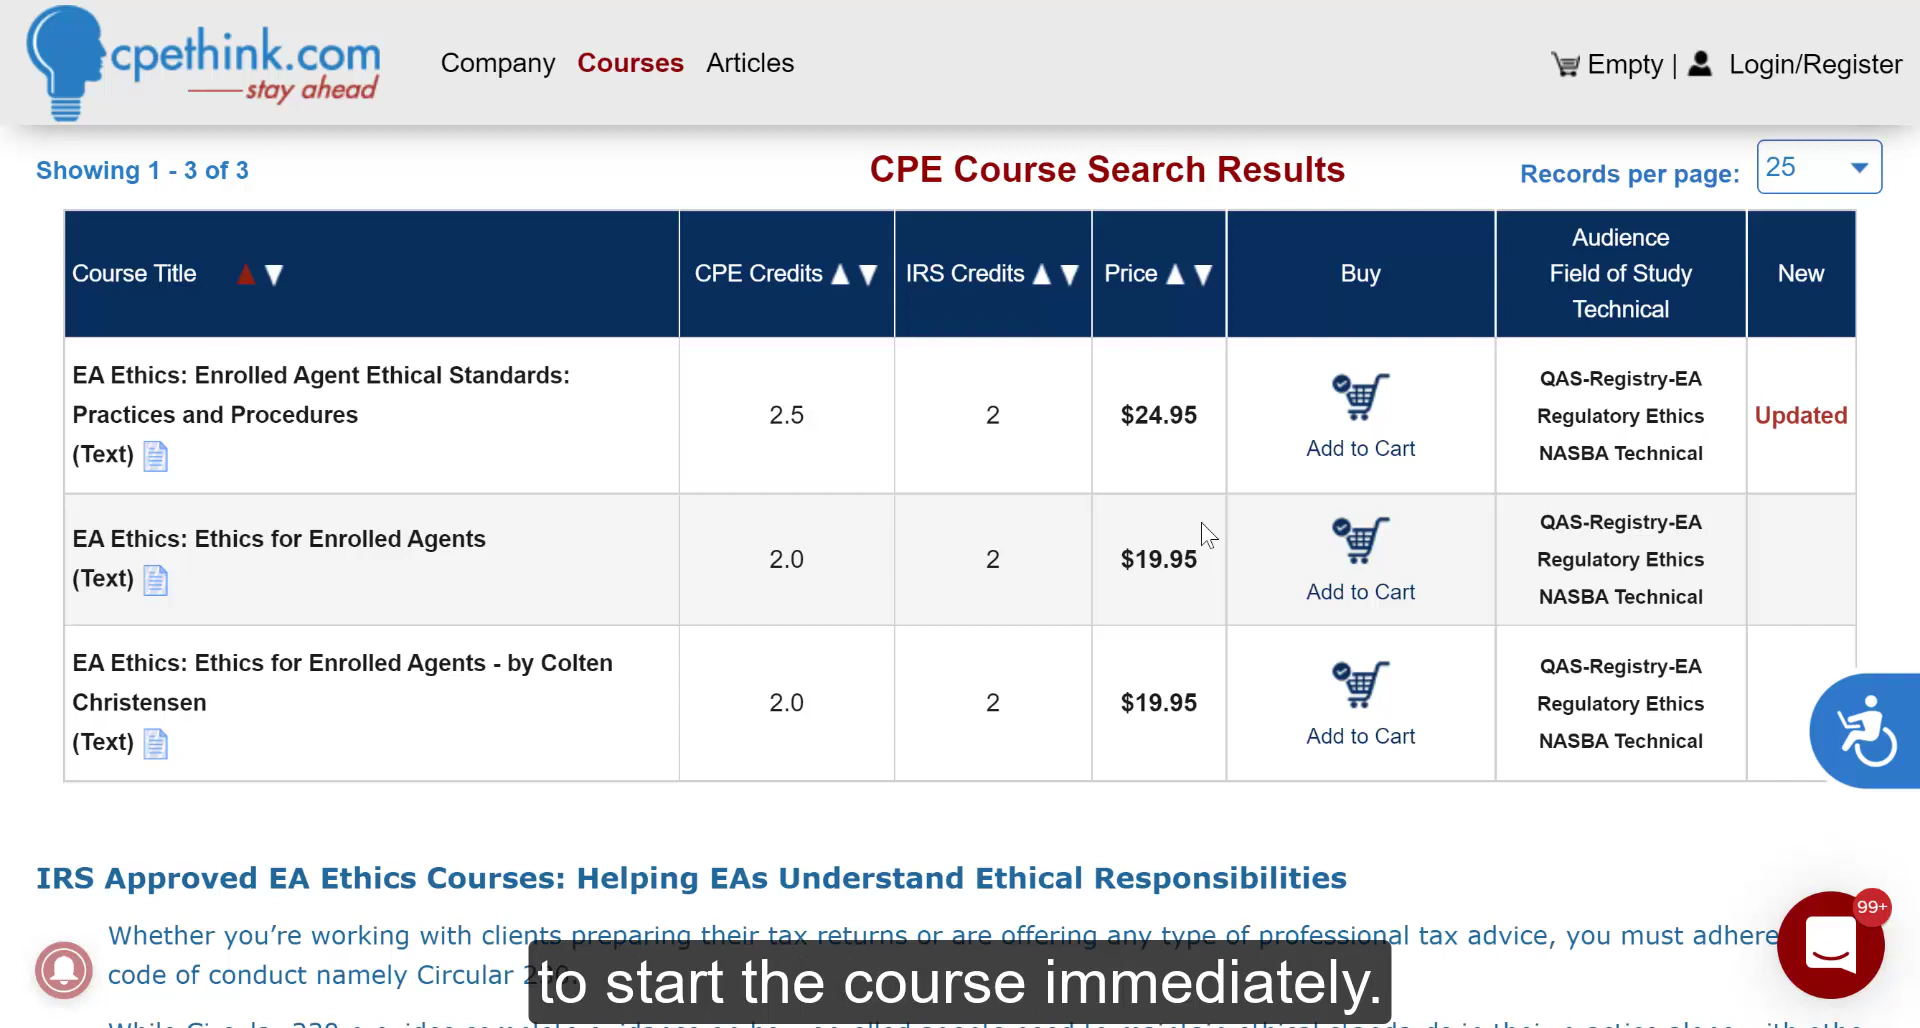 cpethink.com
stay ahead
Company Courses Articles
Empty | Login/Register
Showing 1 - 3 of 3
CPE Course Search Results
Records per page: 25
Course Title
CPE Credits
IRS Credits
Price
Buy
Audience
Field of Study
Technical
New
EA Ethics: Enrolled Agent Ethical Standards:
Practices and Procedures
(Text)
2.5
2
$24.95
Add to Cart
QAS-Registry-EA
Regulatory Ethics
NASBA Technical
Updated
EA Ethics: Ethics for Enrolled Agents
(Text)
2.0
2
$19.95
Add to Cart
QAS-Registry-EA
Regulatory Ethics
NASBA Technical
EA Ethics: Ethics for Enrolled Agents - by Colten
Christensen
(Text)
2.0
2
$19.95
Add to Cart
QAS-Registry-EA
Regulatory Ethics
NASBA Technical
IRS Approved EA Ethics Courses: Helping EAs Understand Ethical Responsibilities
99+
Whether you’re working with clients preparing their tax returns or are offering any type of professional tax advice, you must adhere
code of conduct namely Circular 230.
to start the course immediately.